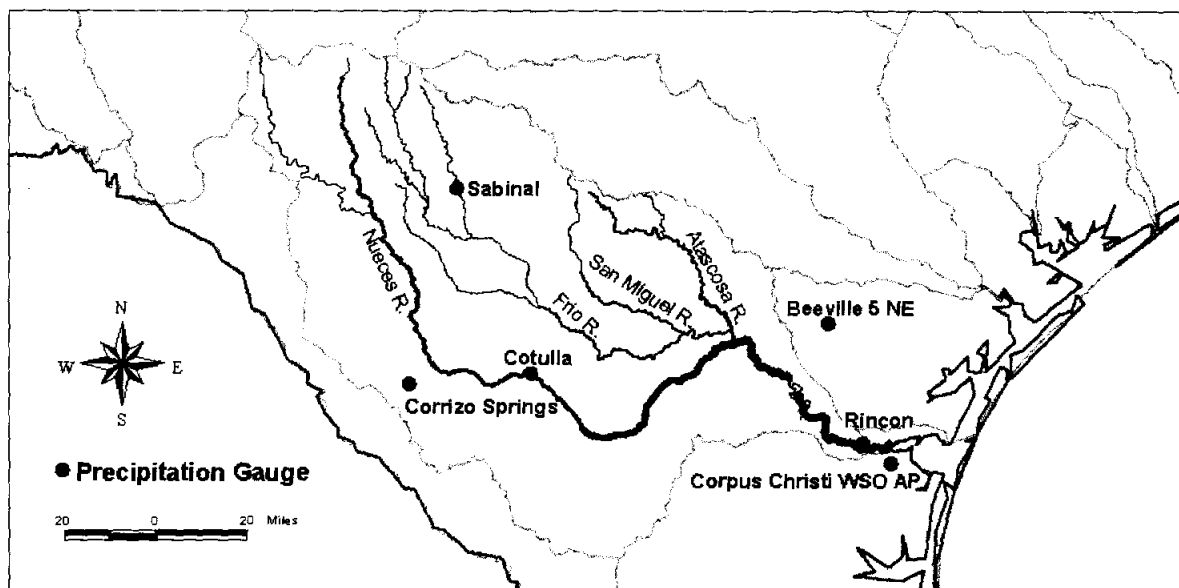 Sabinal
Nueces R.
Atascosa R.
San Miguel R.
Frio R.
Beeville 5 NE
N
W E
S
Cotulla
Corrizo Springs
Rincon
Precipitation Gauge
Corpus Christi WSO AP
20 0 20 Miles